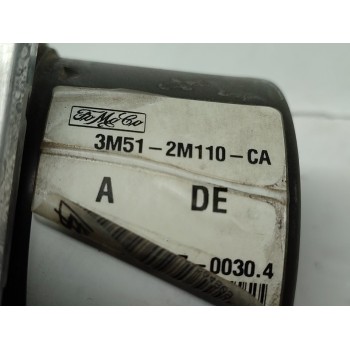 FoMoCo
3M51-2M110-CA
A DE
-0030.4